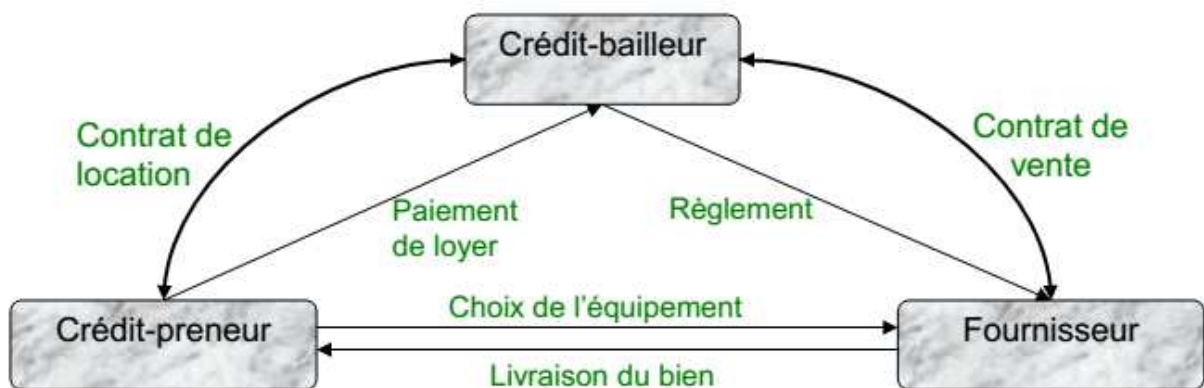 Crédit-bailleur
Contrat de
location
Contrat de
vente
Paiement
de loyer
Règlement
Crédit-preneur
Choix de l'équipement
Fournisseur
Livraison du bien